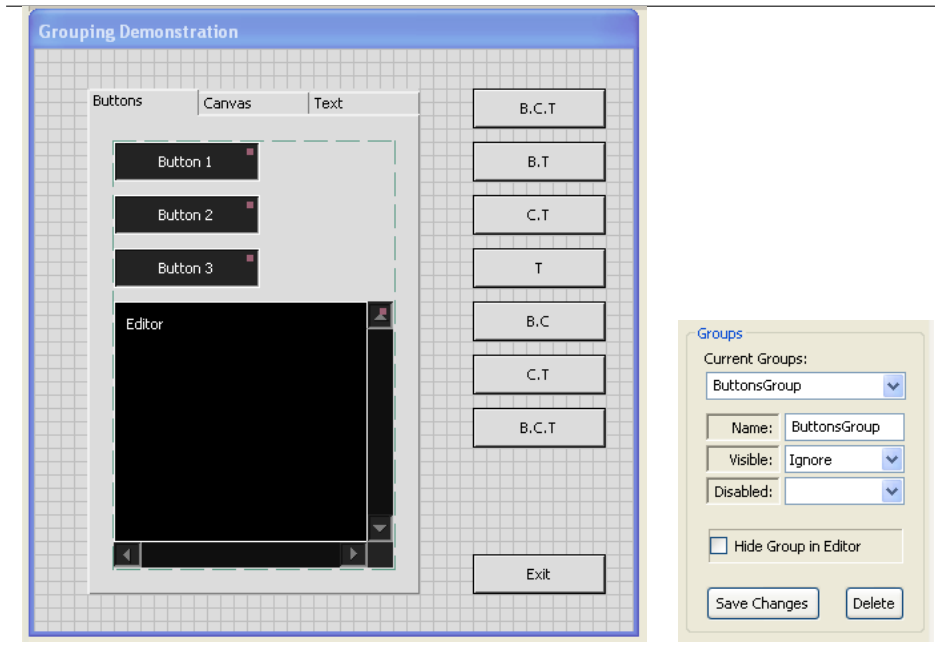 Grouping Demonstration
Buttons
Canvas
Text
Button 1
Button 2
Button 3
Editor
B.C.T
B.T
C.T
T
B.C
C.T
B.C.T
Exit
Groups
Current Groups:
ButtonsGroup
Name: ButtonsGroup
Visible: Ignore
Disabled:
Hide Group in Editor
Save Changes
Delete